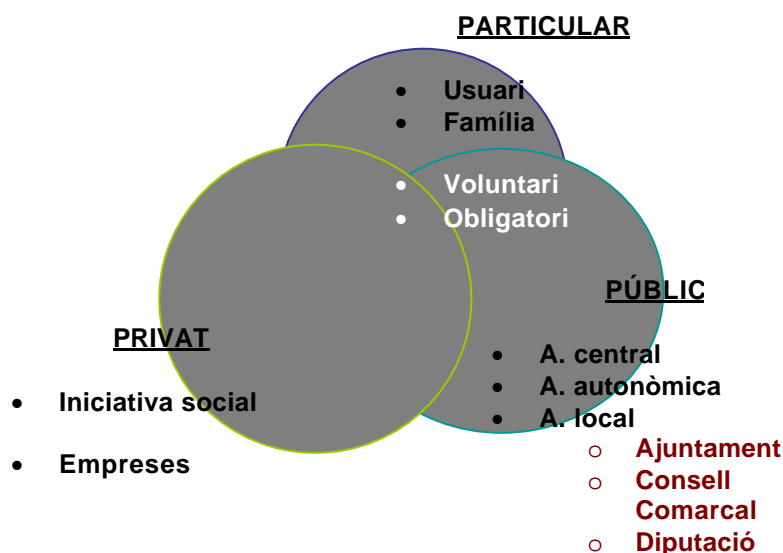 PARTICULAR
• Usuari
• Família
• Voluntari
• Obligatori
PÚBLIC
PRIVAT
• A. central
• A. autonòmica
• A. local
• Iniciativa social
• Empreses
o Ajuntament
o Consell
Comarcal
o Diputació